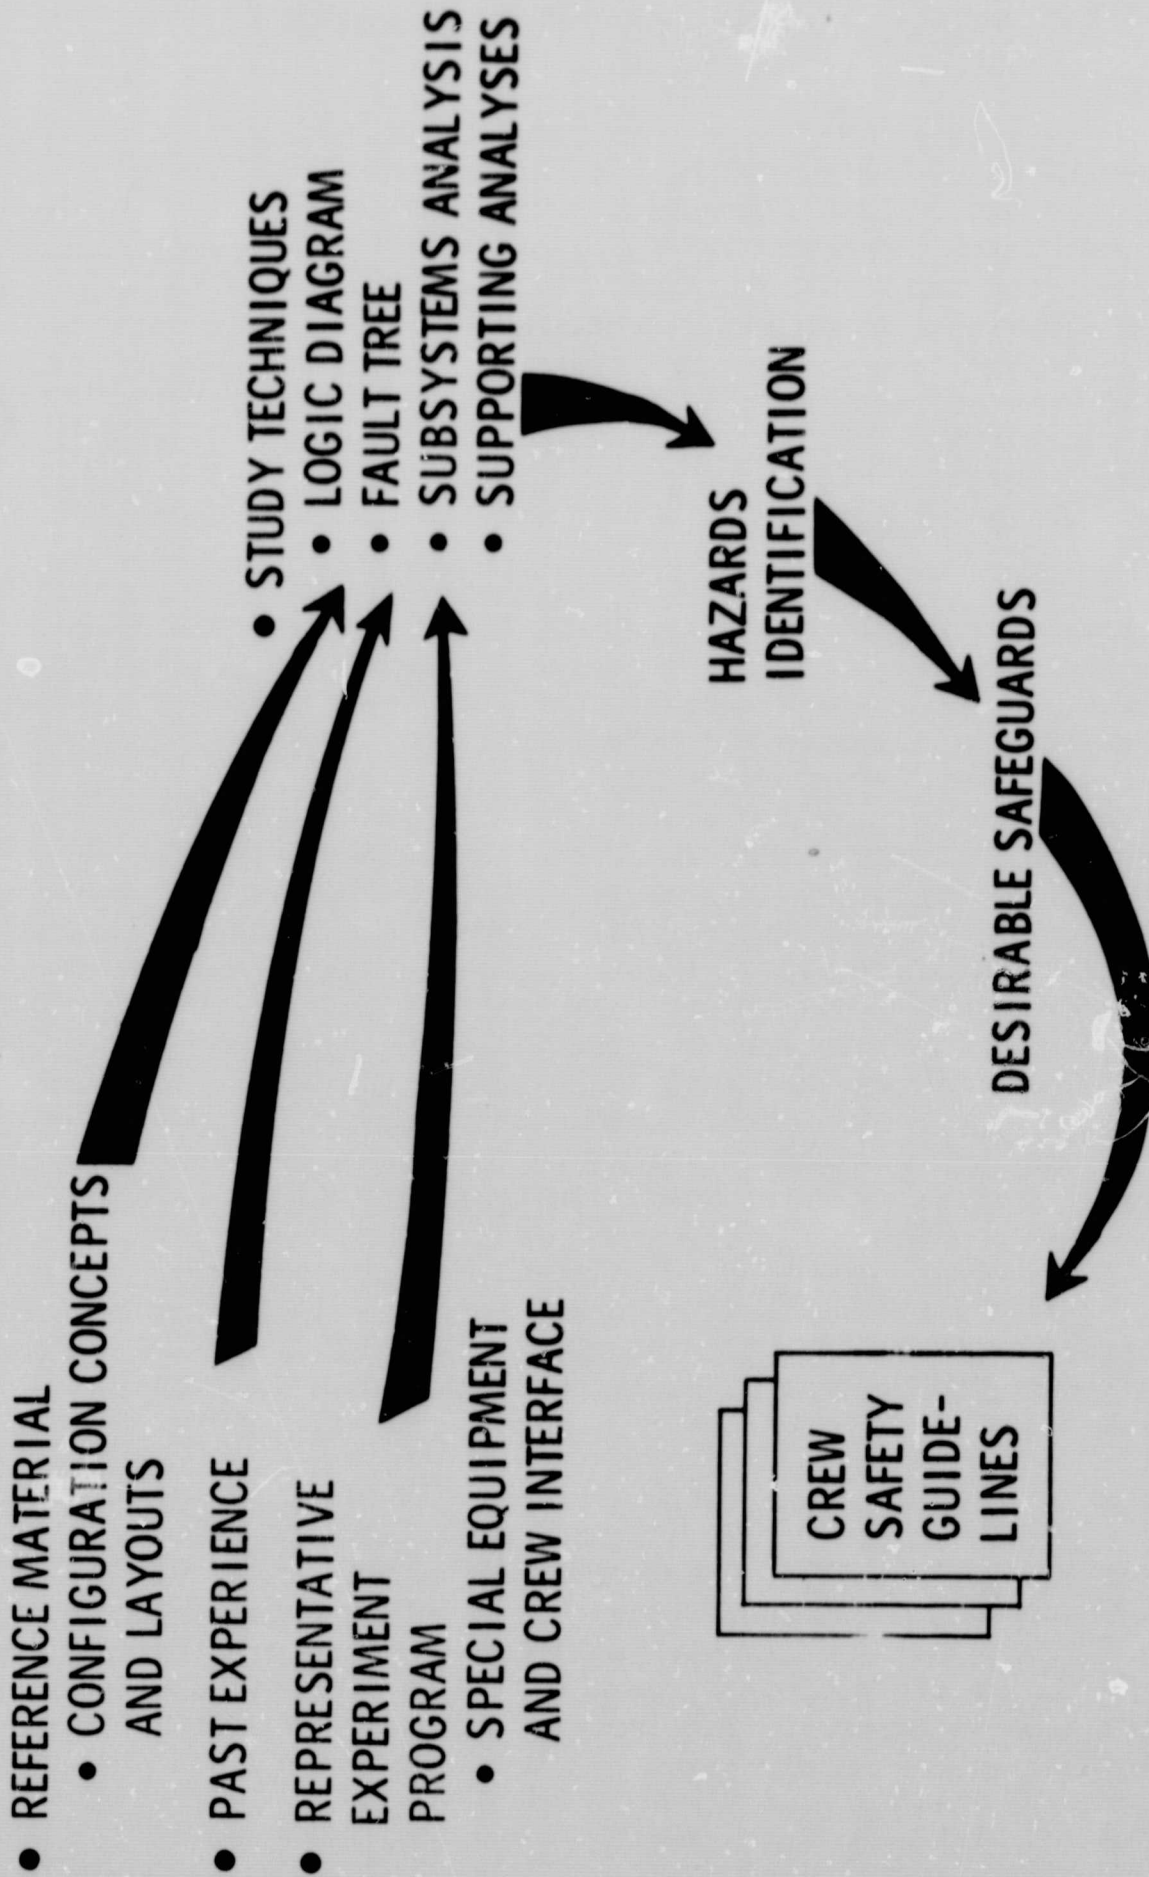 • REFERENCE MATERIAL
• CONFIGURATION CONCEPTS
AND LAYOUTS
• PAST EXPERIENCE
• REPRESENTATIVE
EXPERIMENT
PROGRAM
• SPECIAL EQUIPMENT
AND CREW INTERFACE
• STUDY TECHNIQUES
• LOGIC DIAGRAM
• FAULT TREE
• SUBSYSTEMS ANALYSIS
• SUPPORTING ANALYSES
HAZARDS
IDENTIFICATION
DESIRABLE SAFEGUARDS
CREW
SAFETY
GUIDE-
LINES